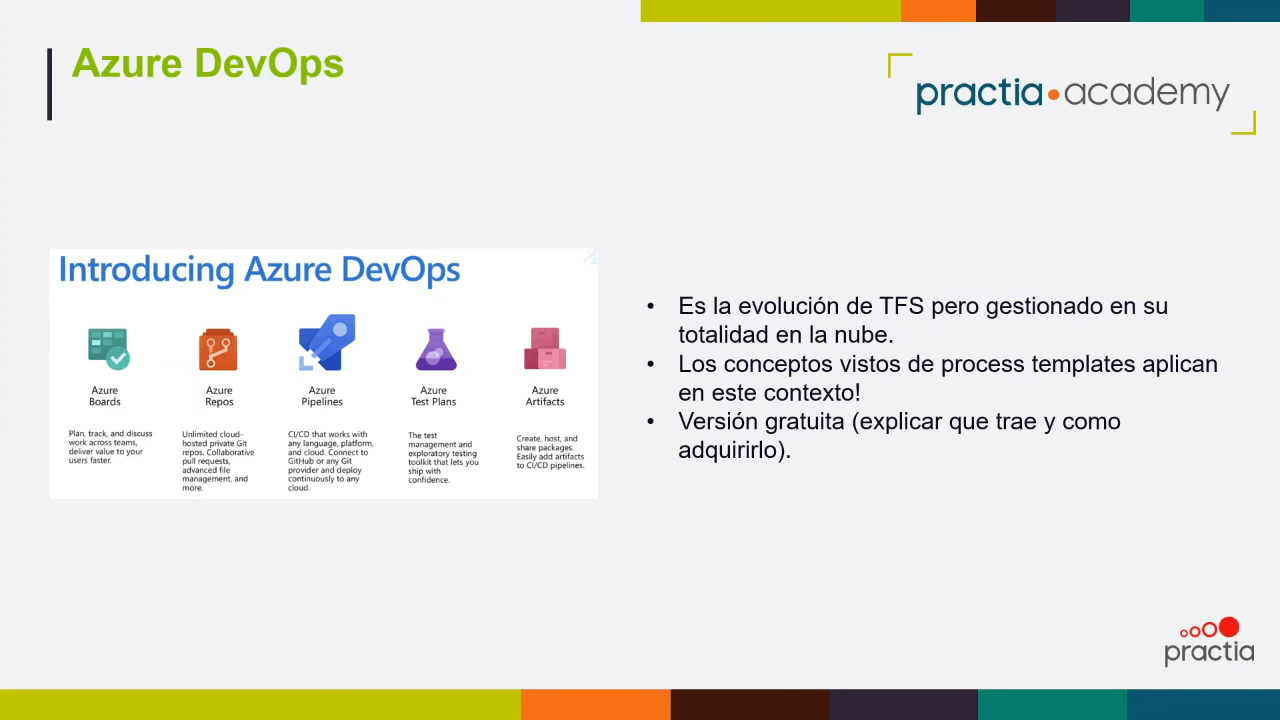 Azure DevOps
practia academy
Introducing Azure DevOps
Azure
Boards
Plan, track, and discuss
work across teams,
deliver value to your
users faster.
Azure
Repos
Unlimited cloud-
hosted private Git
repos. Collaborative
pull requests,
advanced file
management, and
more.
Azure
Pipelines
CI/CD that works with
any language, platform,
and cloud. Connect to
GitHub or any Git
provider and deploy
continuously to any
cloud.
Azure
Test Plans
The test
management and
exploratory testing
toolkit that lets you
ship with
confidence.
Azure
Artifacts
Create, host, and
share packages.
Easily add artifacts
to CI/CD pipelines.
• Es la evolución de TFS pero gestionado en su
totalidad en la nube.
• Los conceptos vistos de process templates aplican
en este contexto!
• Versión gratuita (explicar que trae y como
adquirirlo).
practia